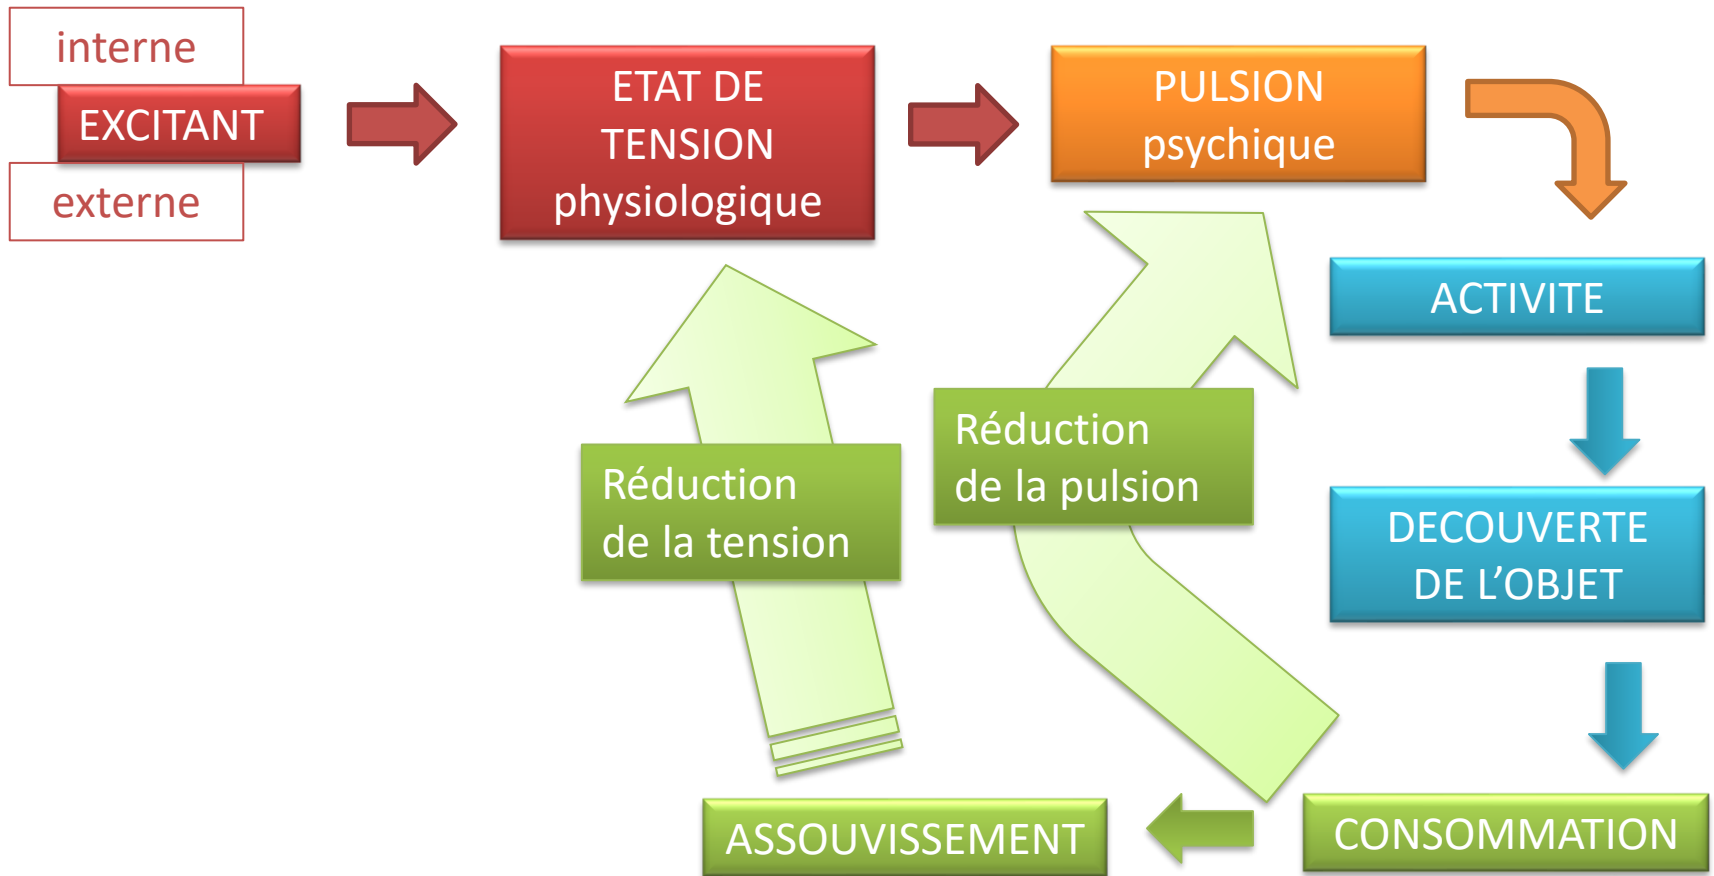 interne
EXCITANT
externe
ETAT DE
TENSION
physiologique
PULSION
psychique
ACTIVITE
DECOUVERTE
DE L’OBJET
CONSOMMATION
ASSOUVISSEMENT
Réduction
de la pulsion
Réduction
de la tension